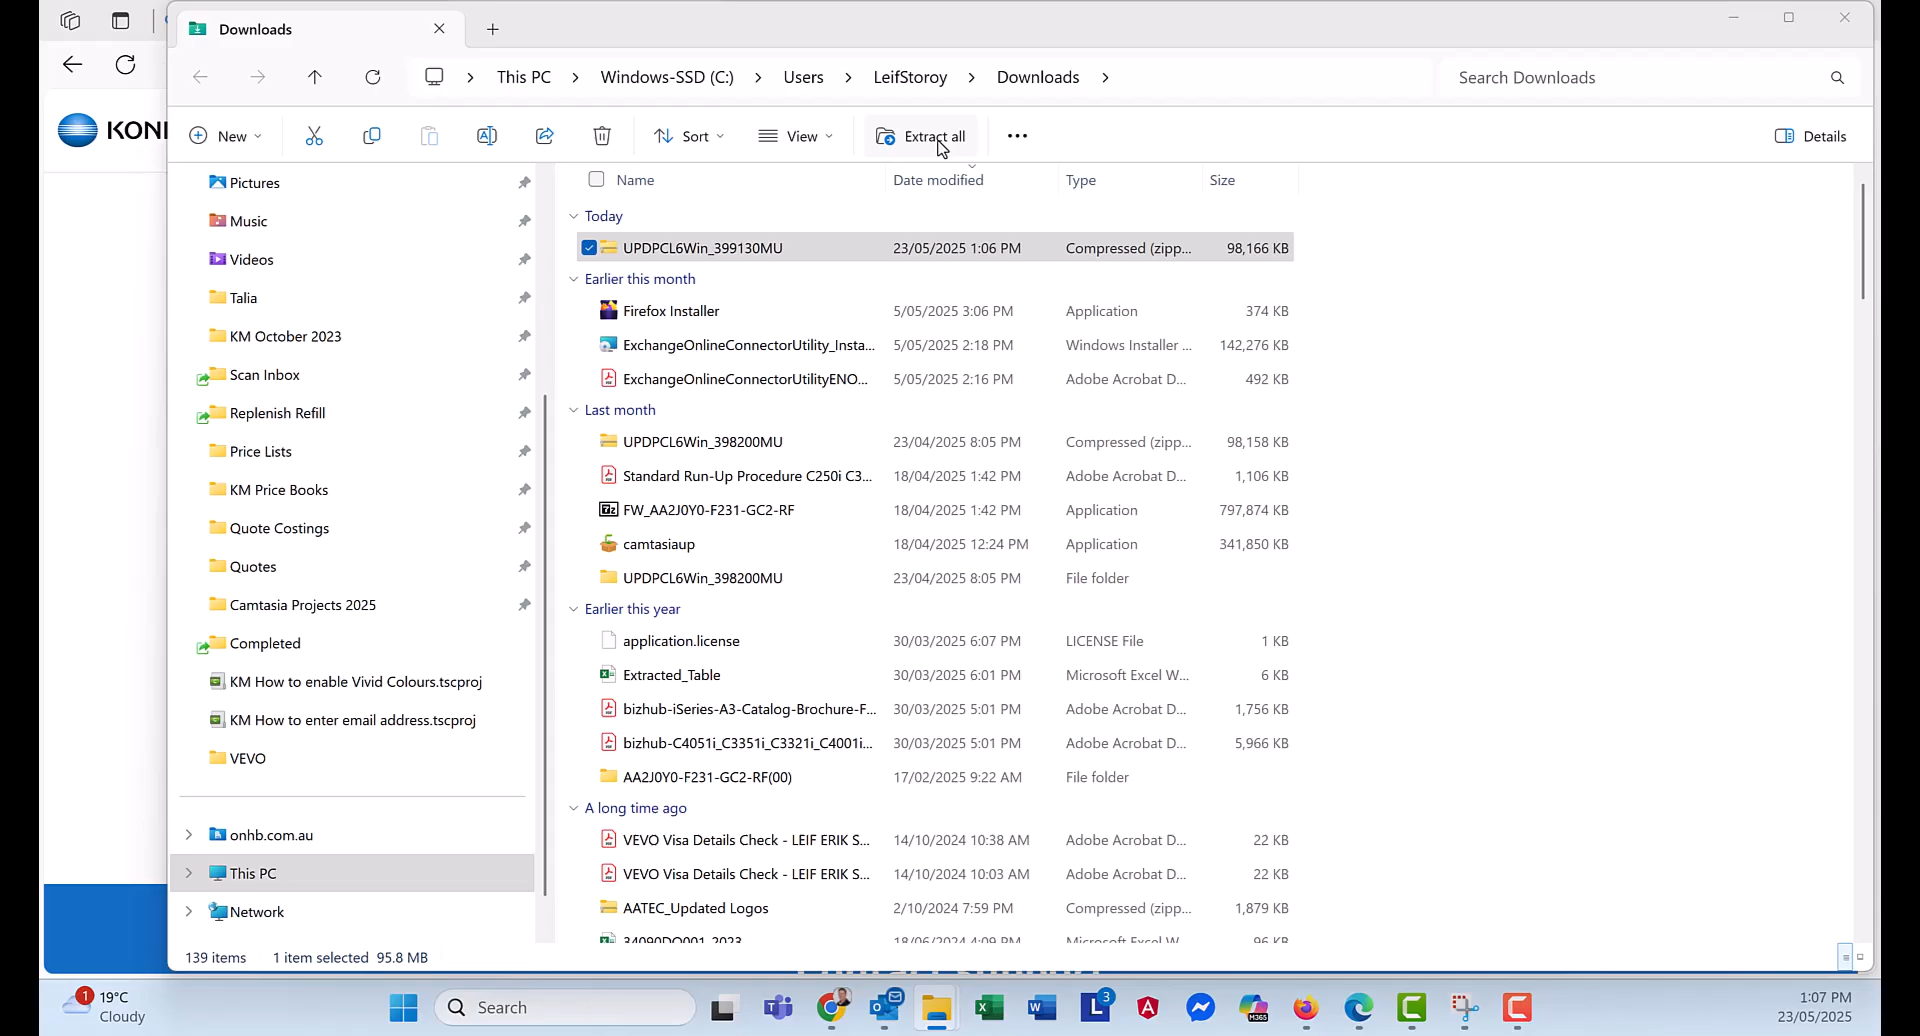 Downloads
This PC > Windows-SSD (C:) > Users > LeifStoroy > Downloads >
Search Downloads
KONI
New
Sort
View
Extract all
Details
Name Date modified Type Size
Pictures
Music
Videos
Talia
KM October 2023
Scan Inbox
Replenish Refill
Price Lists
KM Price Books
Quote Costings
Quotes
Camtasia Projects 2025
Completed
KM How to enable Vivid Colours.tscproj
KM How to enter email address.tscproj
VEVO
onhb.com.au
This PC
Network
Today
UPDPCL6Win_399130MU 23/05/2025 1:06 PM Compressed (zipp... 98,166 KB
Earlier this month
Firefox Installer 5/05/2025 3:06 PM Application 374 KB
ExchangeOnlineConnectorUtility_Insta... 5/05/2025 2:18 PM Windows Installer ... 142,276 KB
ExchangeOnlineConnectorUtilityENO... 5/05/2025 2:16 PM Adobe Acrobat D... 492 KB
Last month
UPDPCL6Win_398200MU 23/04/2025 8:05 PM Compressed (zipp... 98,158 KB
Standard Run-Up Procedure C250i C3... 18/04/2025 1:42 PM Adobe Acrobat D... 1,106 KB
FW_AA2J0Y0-F231-GC2-RF 18/04/2025 1:42 PM Application 797,874 KB
camtasiaup 18/04/2025 12:24 PM Application 341,850 KB
UPDPCL6Win_398200MU 23/04/2025 8:05 PM File folder
Earlier this year
application.license 30/03/2025 6:07 PM LICENSE File 1 KB
Extracted_Table 30/03/2025 6:01 PM Microsoft Excel W... 6 KB
bizhub-iSeries-A3-Catalog-Brochure-F... 30/03/2025 5:01 PM Adobe Acrobat D... 1,756 KB
bizhub-C4051i_C3351i_C3321i_C4001i... 30/03/2025 5:01 PM Adobe Acrobat D... 5,966 KB
AA2J0Y0-F231-GC2-RF(00) 17/02/2025 9:22 AM File folder
A long time ago
VEVO Visa Details Check - LEIF ERIK S... 14/10/2024 10:38 AM Adobe Acrobat D... 22 KB
VEVO Visa Details Check - LEIF ERIK S... 14/10/2024 10:03 AM Adobe Acrobat D... 22 KB
AATEC_Updated Logos 2/10/2024 7:59 PM Compressed (zipp... 1,879 KB
18/06/2024 4:09 PM Microsoft Excel W... 96 KB
139 items 1 item selected 95.8 MB
1
19°C
Cloudy
Search
3
M365
1:07 PM
23/05/2025